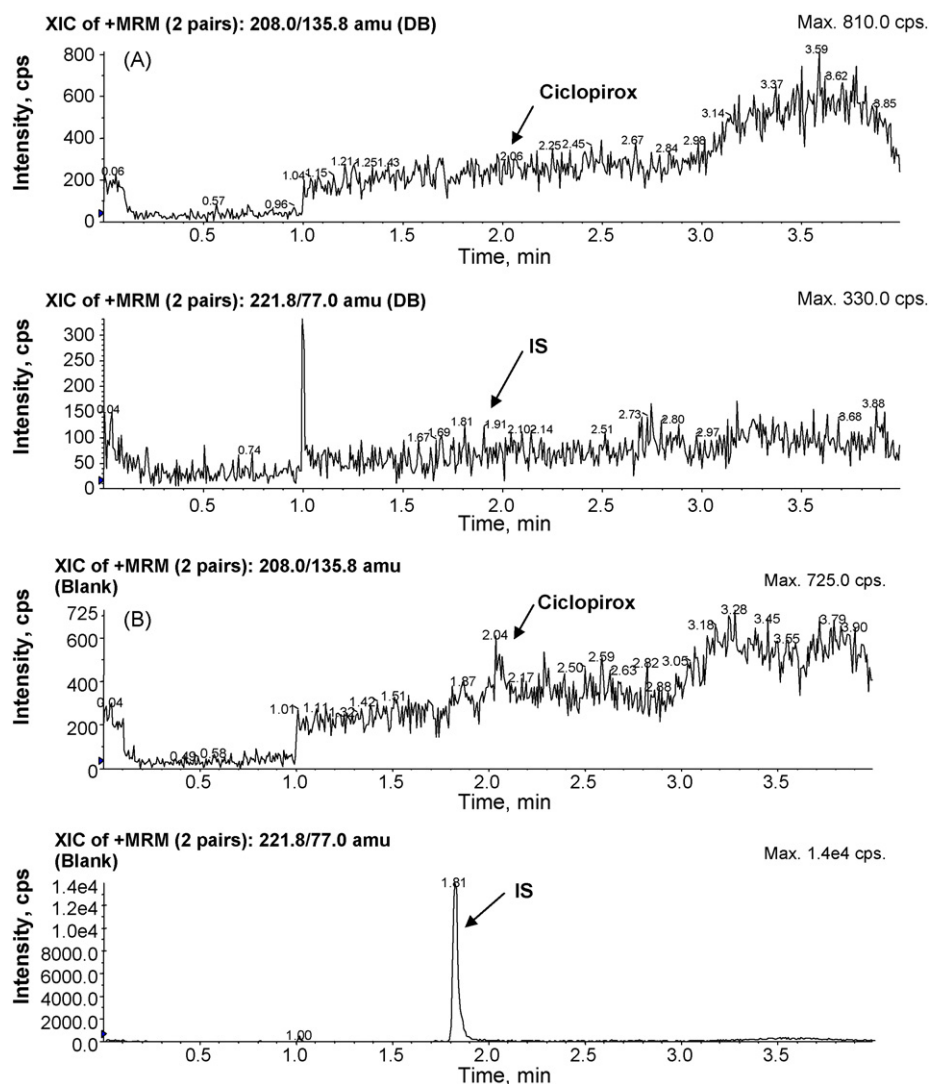 XIC of +MRM (2 pairs): 208.0/135.8 amu (DB)
Max. 810.0 cps.
(A)
Ciclopirox
Intensity, cps
800
600
400
200
0
0.06
0.57
0.96
1.04
1.15
1.21
1.25
1.43
2.06
2.25
2.45
2.67
2.84
2.98
3.14
3.37
3.59
3.62
3.85
0.5 1.0 1.5 2.0 2.5 3.0 3.5
Time, min
XIC of +MRM (2 pairs): 221.8/77.0 amu (DB)
Max. 330.0 cps.
IS
Intensity, cps
300
250
200
150
100
50
0
0.04
0.74
1.67
1.69
1.81
1.91
2.10
2.14
2.51
2.73
2.80
2.97
3.68
3.88
0.5 1.0 1.5 2.0 2.5 3.0 3.5
Time, min
XIC of +MRM (2 pairs): 208.0/135.8 amu
(Blank)
Max. 725.0 cps.
(B)
Ciclopirox
Intensity, cps
725
600
400
200
0
0.04
0.49
0.58
1.01
1.11
1.32
1.42
1.51
1.87
2.04
2.17
2.50
2.59
2.63
2.82
2.88
3.05
3.18
3.28
3.45
3.55
3.79
3.90
0.5 1.0 1.5 2.0 2.5 3.0 3.5
Time, min
XIC of +MRM (2 pairs): 221.8/77.0 amu
(Blank)
Max. 1.4e4 cps.
IS
Intensity, cps
1.4e4
1.2e4
1.0e4
8000.0
6000.0
4000.0
2000.0
0.0
1.00
1.81
0.5 1.0 1.5 2.0 2.5 3.0 3.5
Time, min